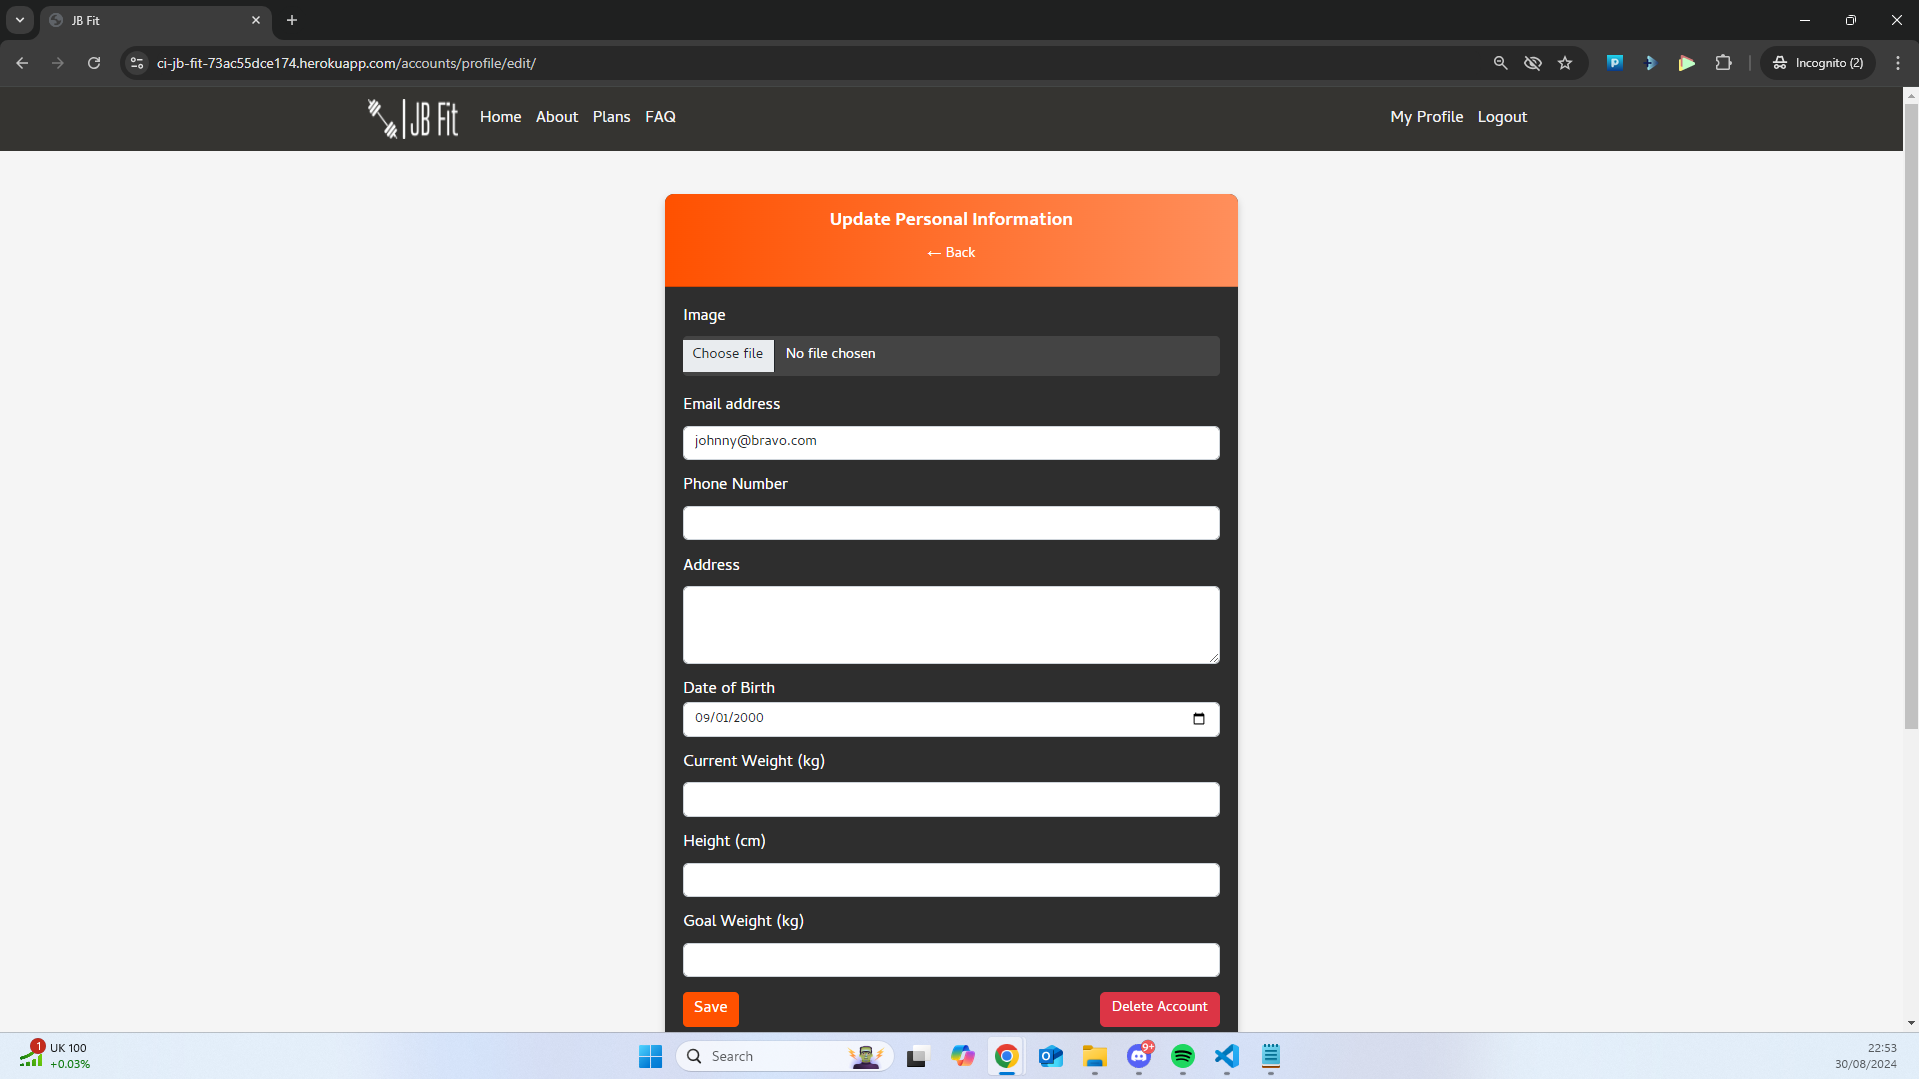 JB Fit
ci-jb-fit-73ac55dce174.herokuapp.com/accounts/profile/edit/
Incognito (2)
JB Fit
Home
About
Plans
FAQ
My Profile
Logout
Update Personal Information
← Back
Image
Choose file
No file chosen
Email address
johnny@bravo.com
Phone Number
Address
Date of Birth
09/01/2000
Current Weight (kg)
Height (cm)
Goal Weight (kg)
Save
Delete Account
1
UK 100
+0.03%
Search
9+
22:53
30/08/2024